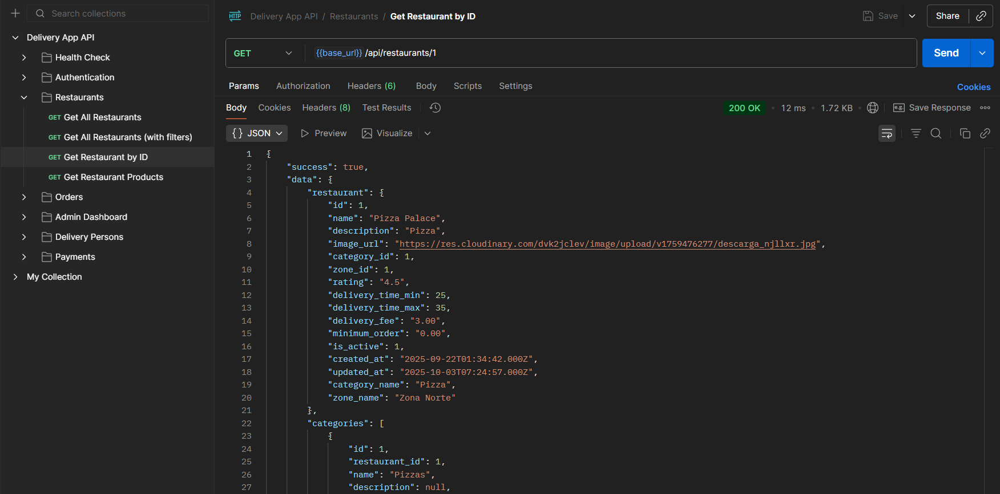 Search collections
Delivery App API
Health Check
Authentication
Restaurants
GET Get All Restaurants
GET Get All Restaurants (with filters)
GET Get Restaurant by ID
GET Get Restaurant Products
Orders
Admin Dashboard
Delivery Persons
Payments
My Collection
HTTP Delivery App API / Restaurants / Get Restaurant by ID
Save
Share
GET {{base_url}} /api/restaurants/1
Send
Params Authorization Headers (6) Body Scripts Settings
Cookies
Body Cookies Headers (8) Test Results
200 OK • 12 ms • 1.72 KB •
e.g. Save Response
{} JSON Preview Visualize
1 {
2 "success": true,
3 "data": {
4 "restaurant": {
5 "id": 1,
6 "name": "Pizza Palace",
7 "description": "Pizza",
8 "image_url": "https://res.cloudinary.com/dvk2jclev/image/upload/v1759476277/descarga_njllxr.jpg",
9 "category_id": 1,
10 "zone_id": 1,
11 "rating": "4.5",
12 "delivery_time_min": 25,
13 "delivery_time_max": 35,
14 "delivery_fee": "3.00",
15 "minimum_order": "0.00",
16 "is_active": 1,
17 "created_at": "2025-09-22T01:34:42.000Z",
18 "updated_at": "2025-10-03T07:24:57.000Z",
19 "category_name": "Pizza",
20 "zone_name": "Zona Norte"
21 },
22 "categories": [
23 {
24 "id": 1,
25 "restaurant_id": 1,
26 "name": "Pizzas",
27 "description": null,